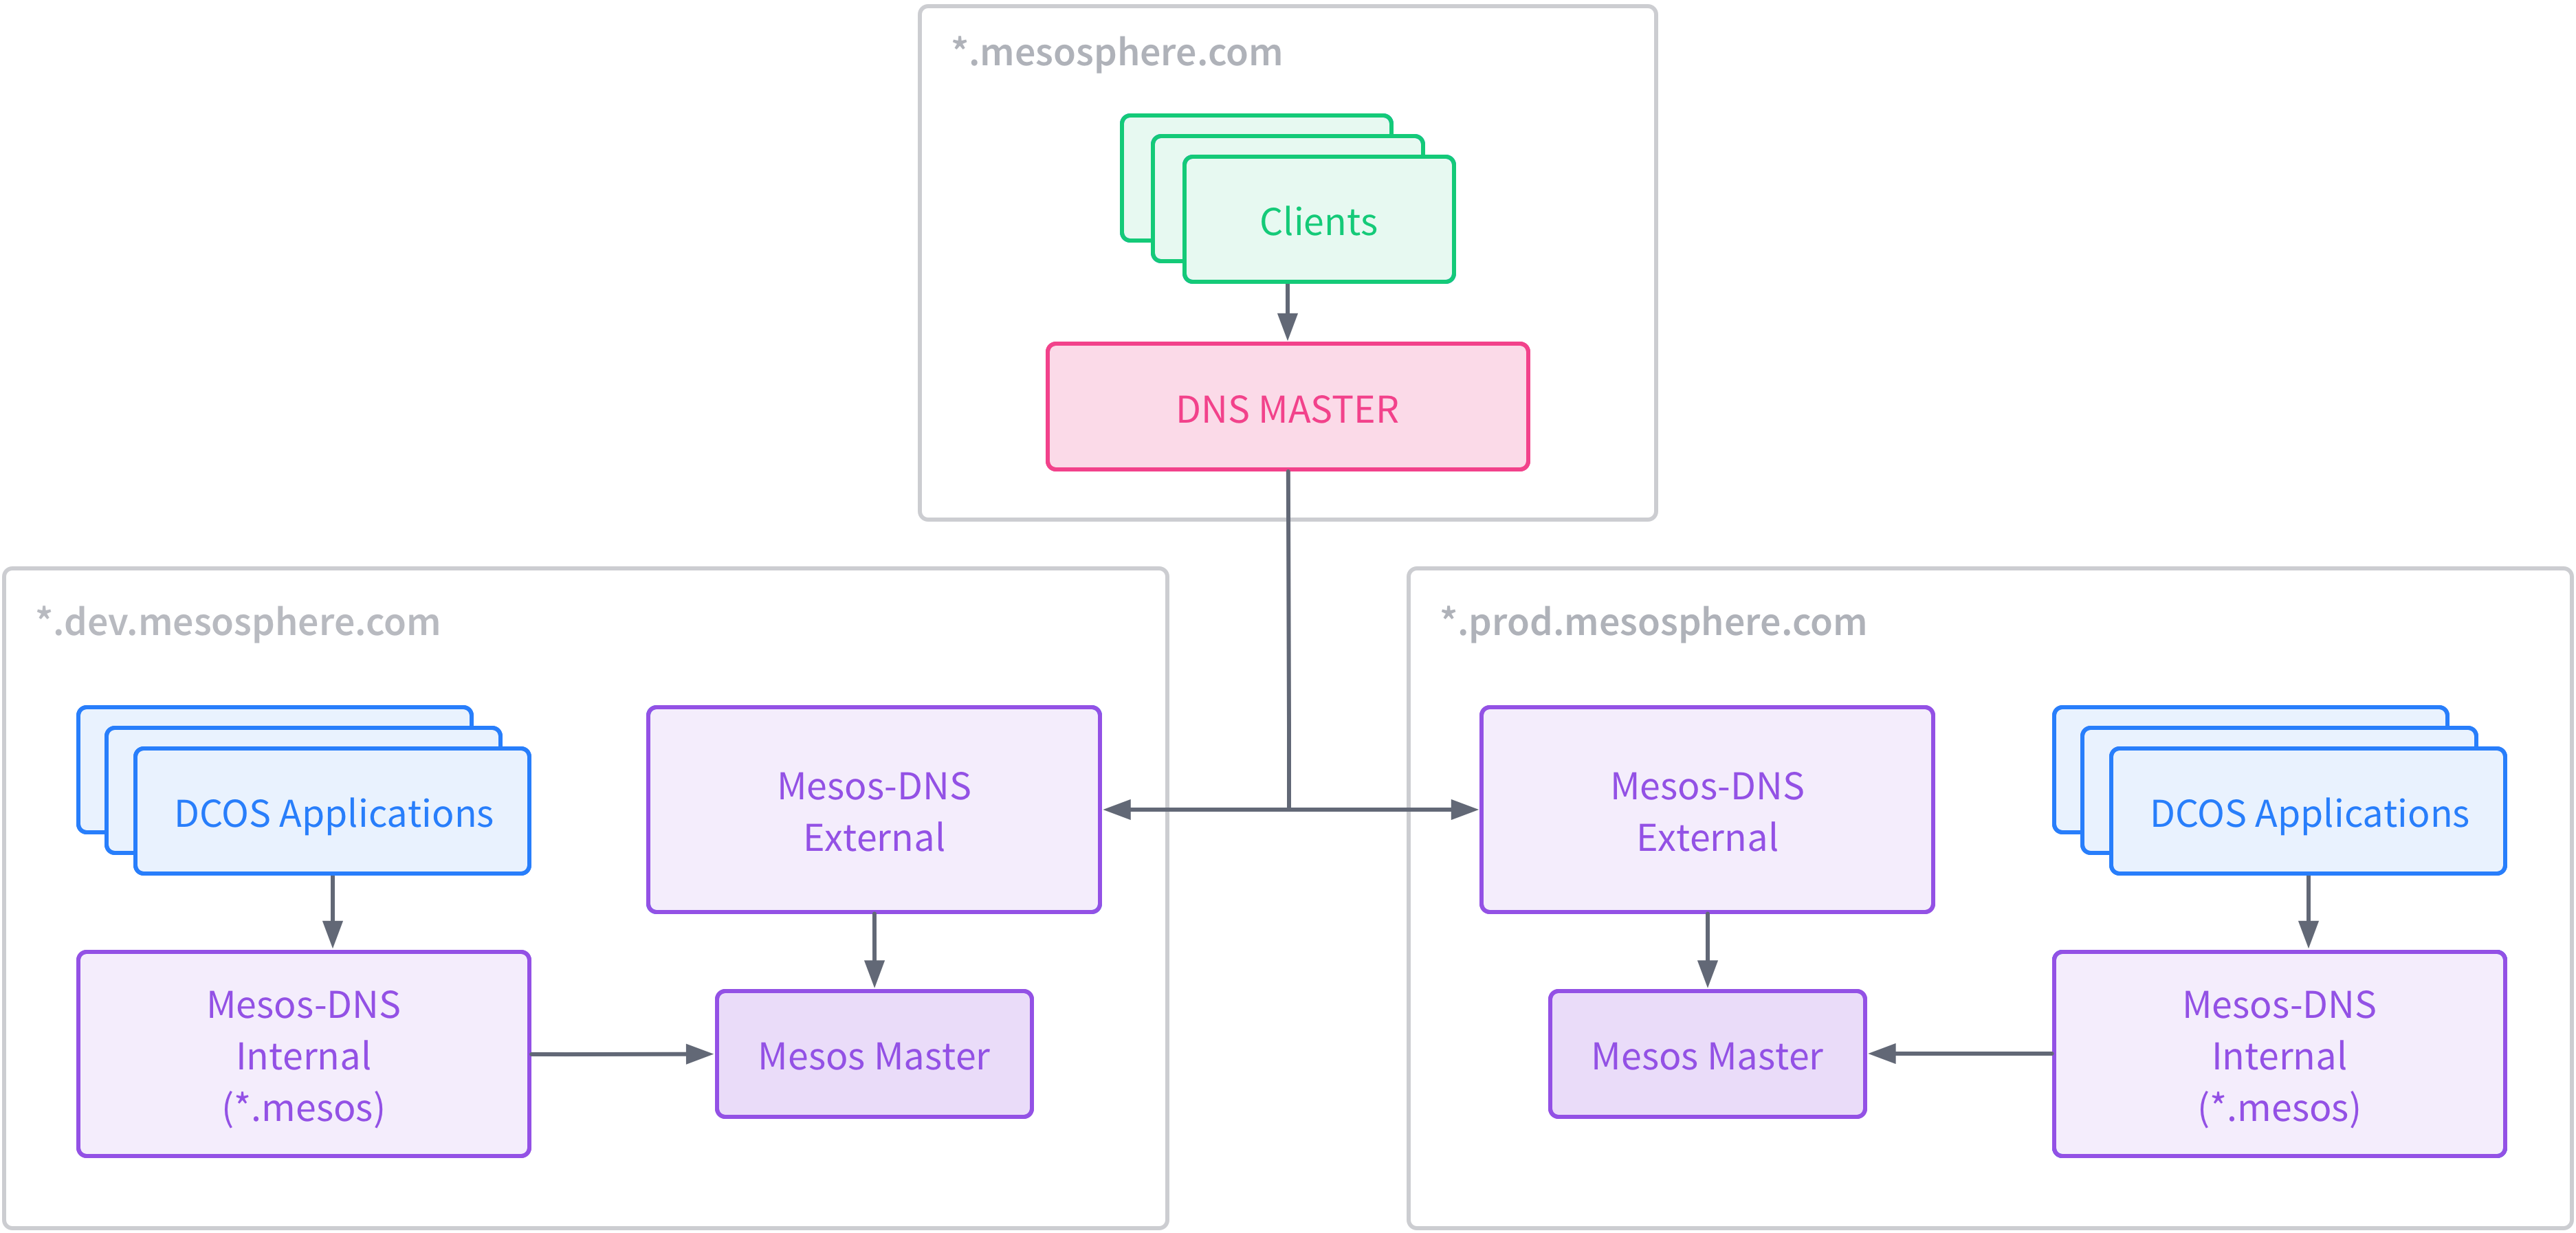 *.mesosphere.com
Clients
DNS MASTER
*.dev.mesosphere.com
DCOS Applications
Mesos-DNS
External
Mesos-DNS
Internal
(*.mesos)
Mesos Master
*.prod.mesosphere.com
Mesos-DNS
External
DCOS Applications
Mesos Master
Mesos-DNS
Internal
(*.mesos)